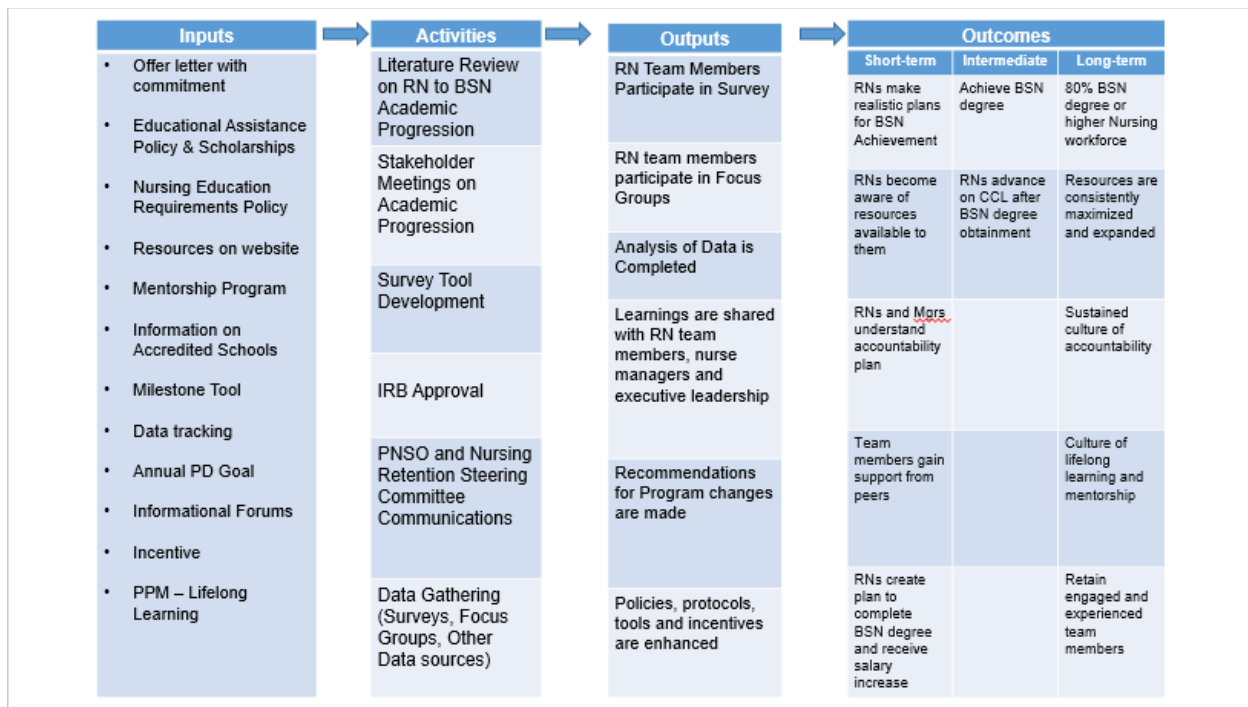 Inputs
Offer letter with
commitment
Educational Assistance
Policy & Scholarships
Nursing Education
Requirements Policy
Resources on website
Mentorship Program
Information on
Accredited Schools
Milestone Tool
Data tracking
Annual PD Goal
Informational Forums
Incentive
PPM – Lifelong
Learning
Activities
Literature Review
on RN to BSN
Academic
Progression
Stakeholder
Meetings on
Academic
Progression
Survey Tool
Development
IRB Approval
PNSO and Nursing
Retention Steering
Committee
Communications
Data Gathering
(Surveys, Focus
Groups, Other
Data sources)
Outputs
RN Team Members
Participate in Survey
RN team members
participate in Focus
Groups
Analysis of Data is
Completed
Learnings are shared
with RN team
members, nurse
managers and
executive leadership
Recommendations
for Program changes
are made
Policies, protocols,
tools and incentives
are enhanced
Outcomes
Short-term
Intermediate
Long-term
RNs make
realistic plans
for BSN
Achievement
Achieve BSN
degree
80% BSN
degree or
higher Nursing
workforce
RNs become
aware of
resources
available to
them
RNs advance
on CCL after
BSN degree
obtainment
Resources are
consistently
maximized
and expanded
RNs and Mgrs
understand
accountability
plan
Sustained
culture of
accountability
Team
members gain
support from
peers
Culture of
lifelong
learning and
mentorship
RNs create
plan to
complete
BSN degree
and receive
salary
increase
Retain
engaged and
experienced
team
members